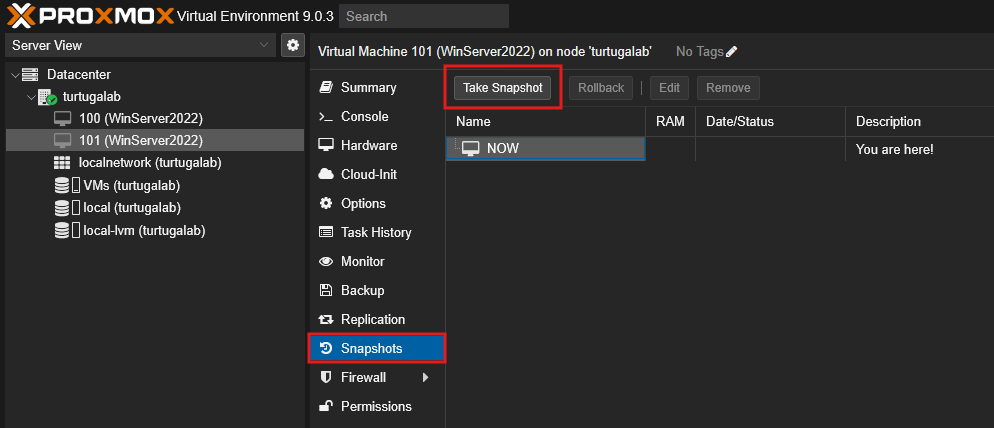 PROXMOX Virtual Environment 9.0.3 Search
Server View
Datacenter
turtugalab
100 (WinServer2022)
101 (WinServer2022)
localnetwork (turtugalab)
VMs (turtugalab)
local (turtugalab)
local-lvm (turtugalab)
Virtual Machine 101 (WinServer2022) on node 'turtugalab' No Tags
Summary
Console
Hardware
Cloud-Init
Options
Task History
Monitor
Backup
Replication
Snapshots
Firewall
Permissions
Take Snapshot Rollback Edit Remove
Name RAM Date/Status Description
NOW You are here!